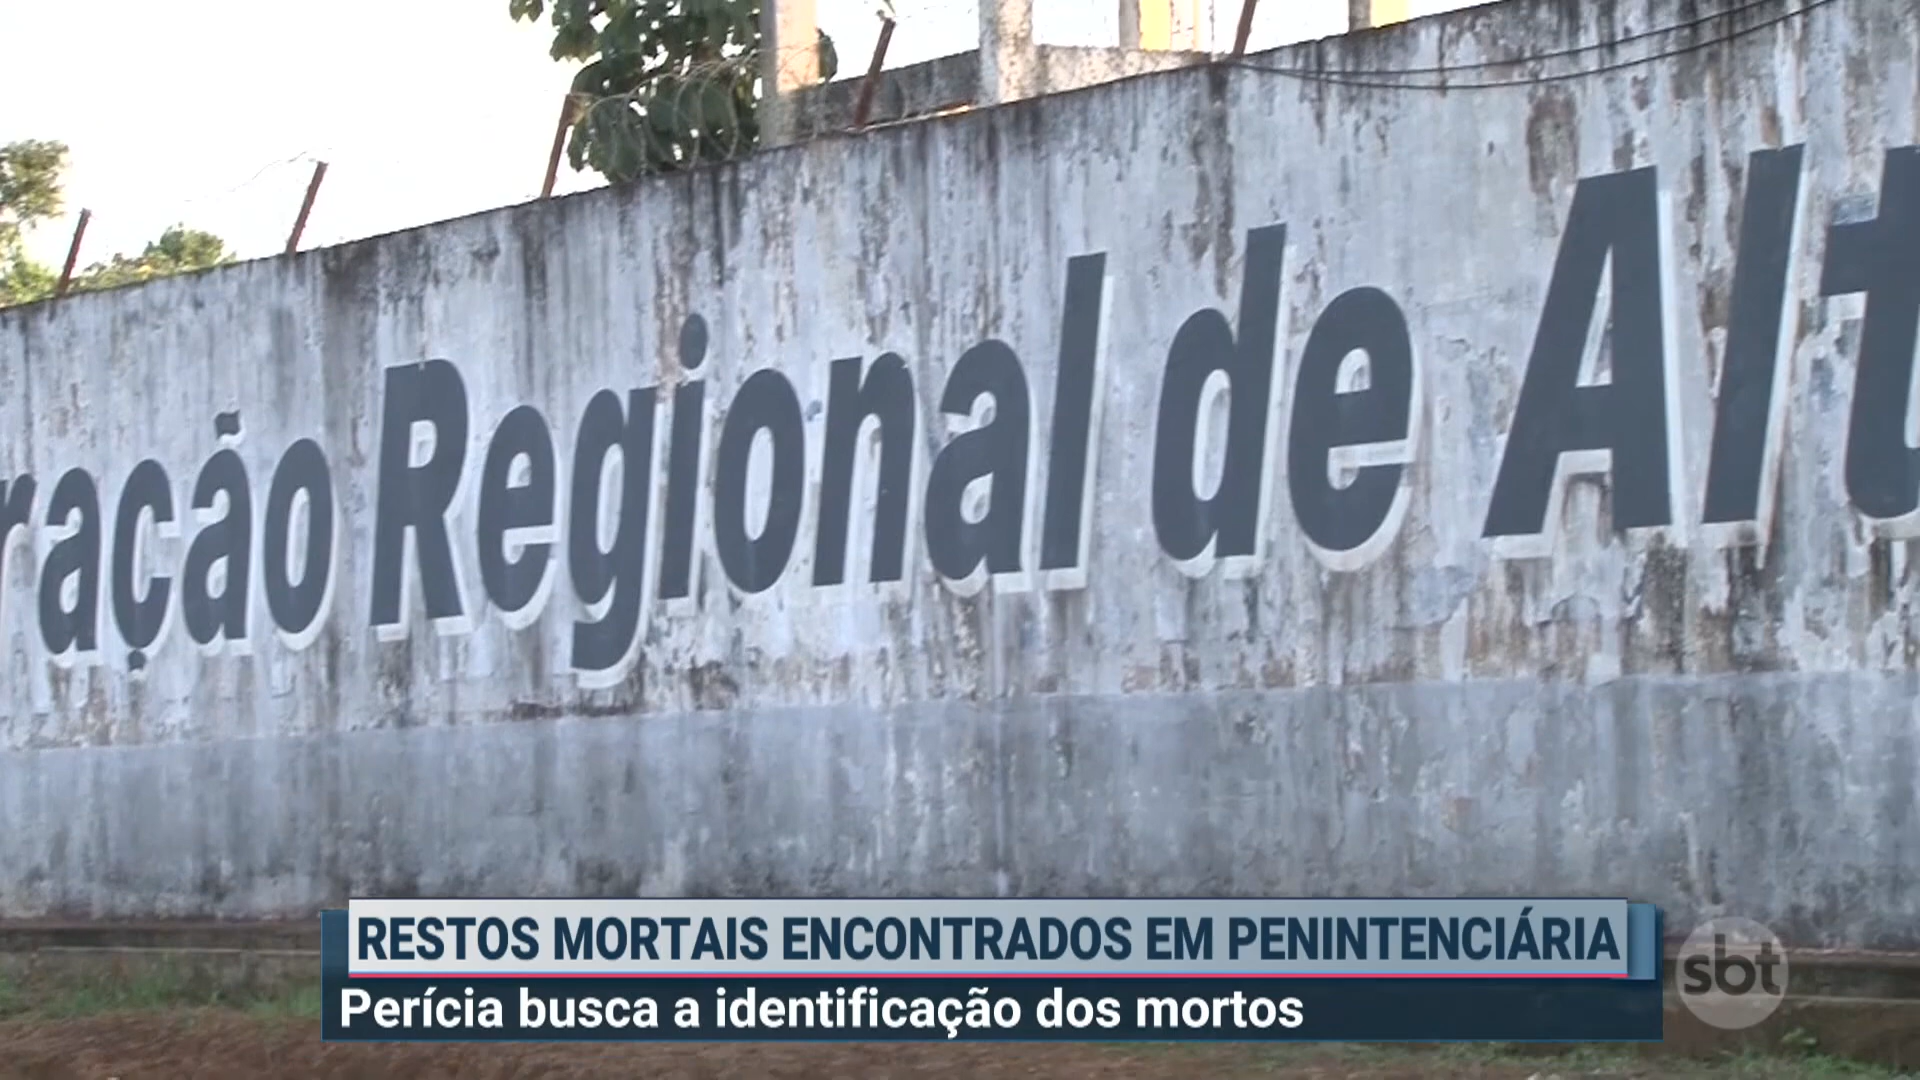 ração Regional de Alt
RESTOS MORTAIS ENCONTRADOS EM PENINTENCIÁRIA
Perícia busca a identificação dos mortos
sbt